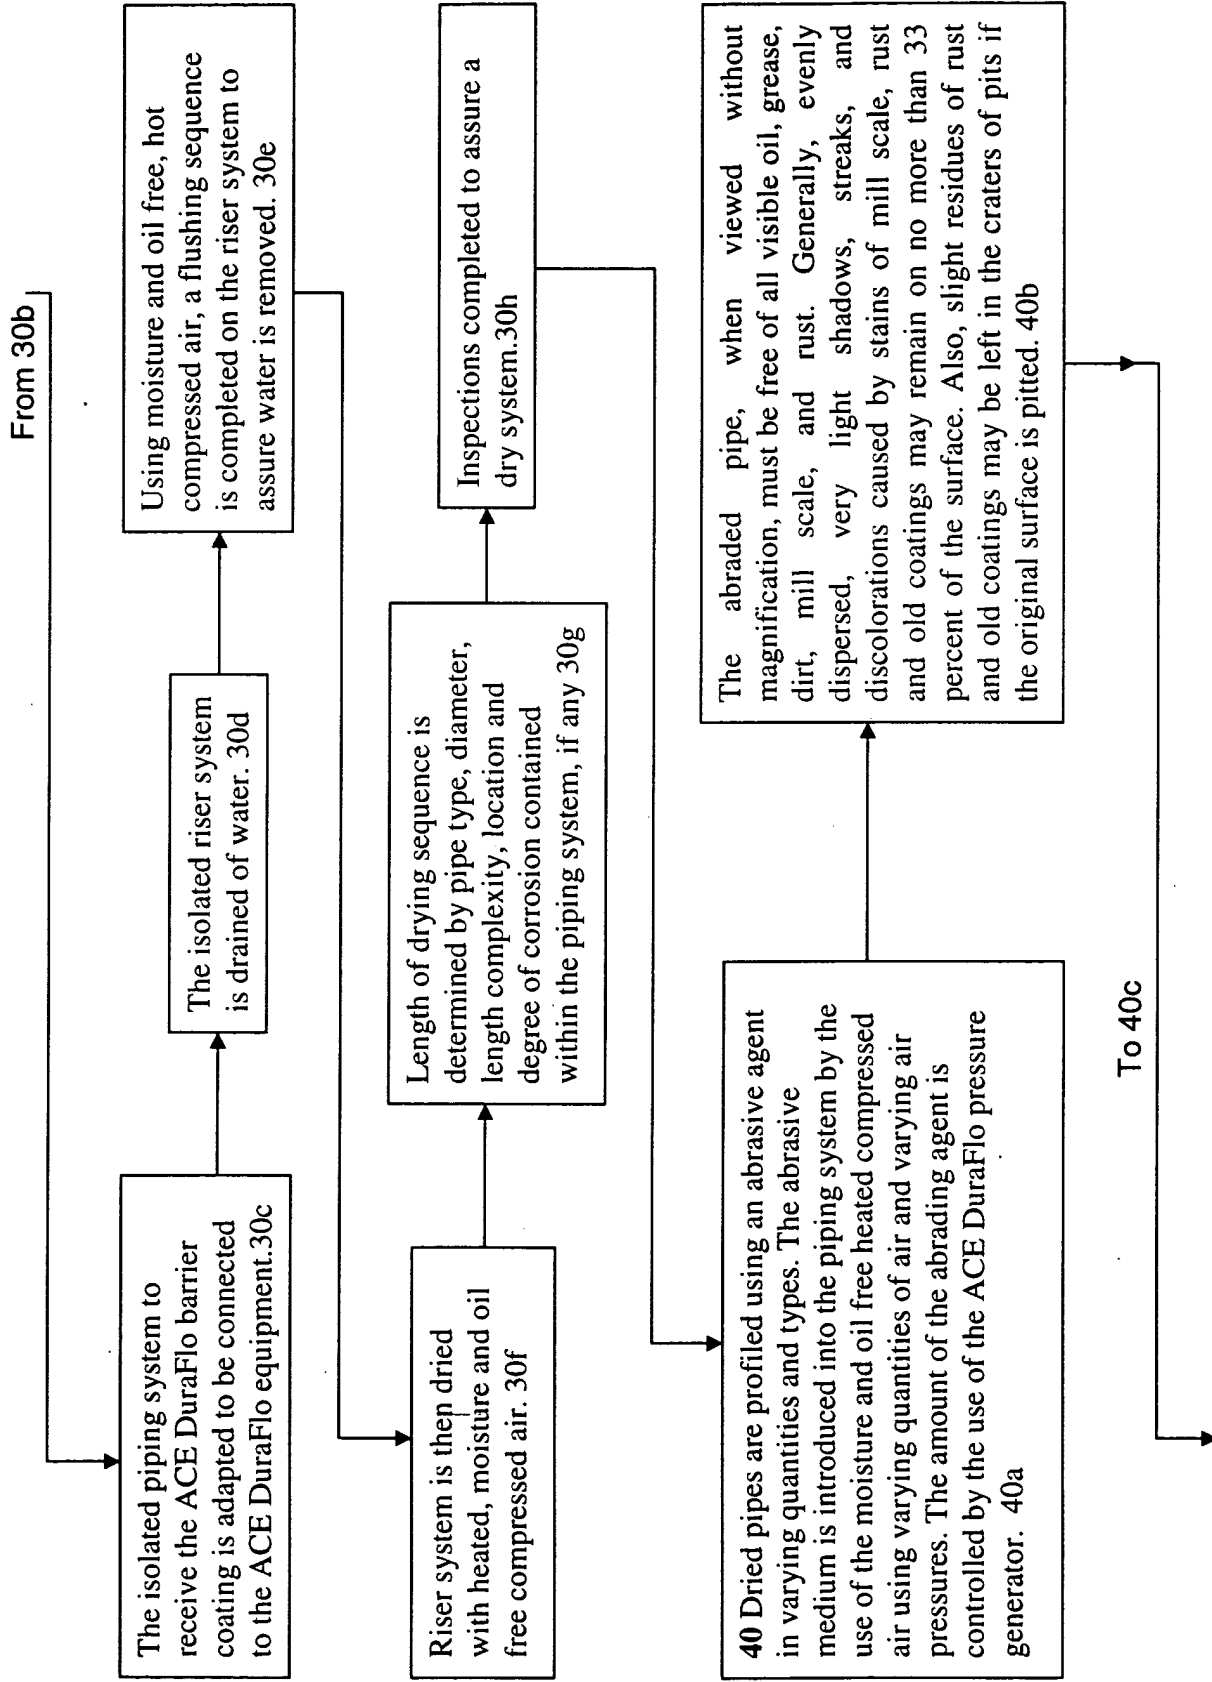 From 30b
The isolated piping system to
receive the ACE DuraFlo barrier
coating is adapted to be connected
to the ACE DuraFlo equipment.30c
The isolated riser system
is drained of water. 30d
Using moisture and oil free, hot
compressed air, a flushing sequence
is completed on the riser system to
assure water is removed. 30e
Riser system is then dried
with heated, moisture and oil
free compressed air. 30f
Length of drying sequence is
determined by pipe type, diameter,
length complexity, location and
degree of corrosion contained
within the piping system, if any 30g
Inspections completed to assure a
dry system.30h
40 Dried pipes are profiled using an abrasive agent
in varying quantities and types. The abrasive
medium is introduced into the piping system by the
use of the moisture and oil free heated compressed
air using varying quantities of air and varying air
pressures. The amount of the abrading agent is
controlled by the use of the ACE DuraFlo pressure
generator. 40a
The abraded pipe, when viewed without
magnification, must be free of all visible oil, grease,
dirt, mill scale, and rust. Generally, evenly
dispersed, very light shadows, streaks, and
discolorations caused by stains of mill scale, rust
and old coatings may remain on no more than 33
percent of the surface. Also, slight residues of rust
and old coatings may be left in the craters of pits if
the original surface is pitted. 40b
To 40c